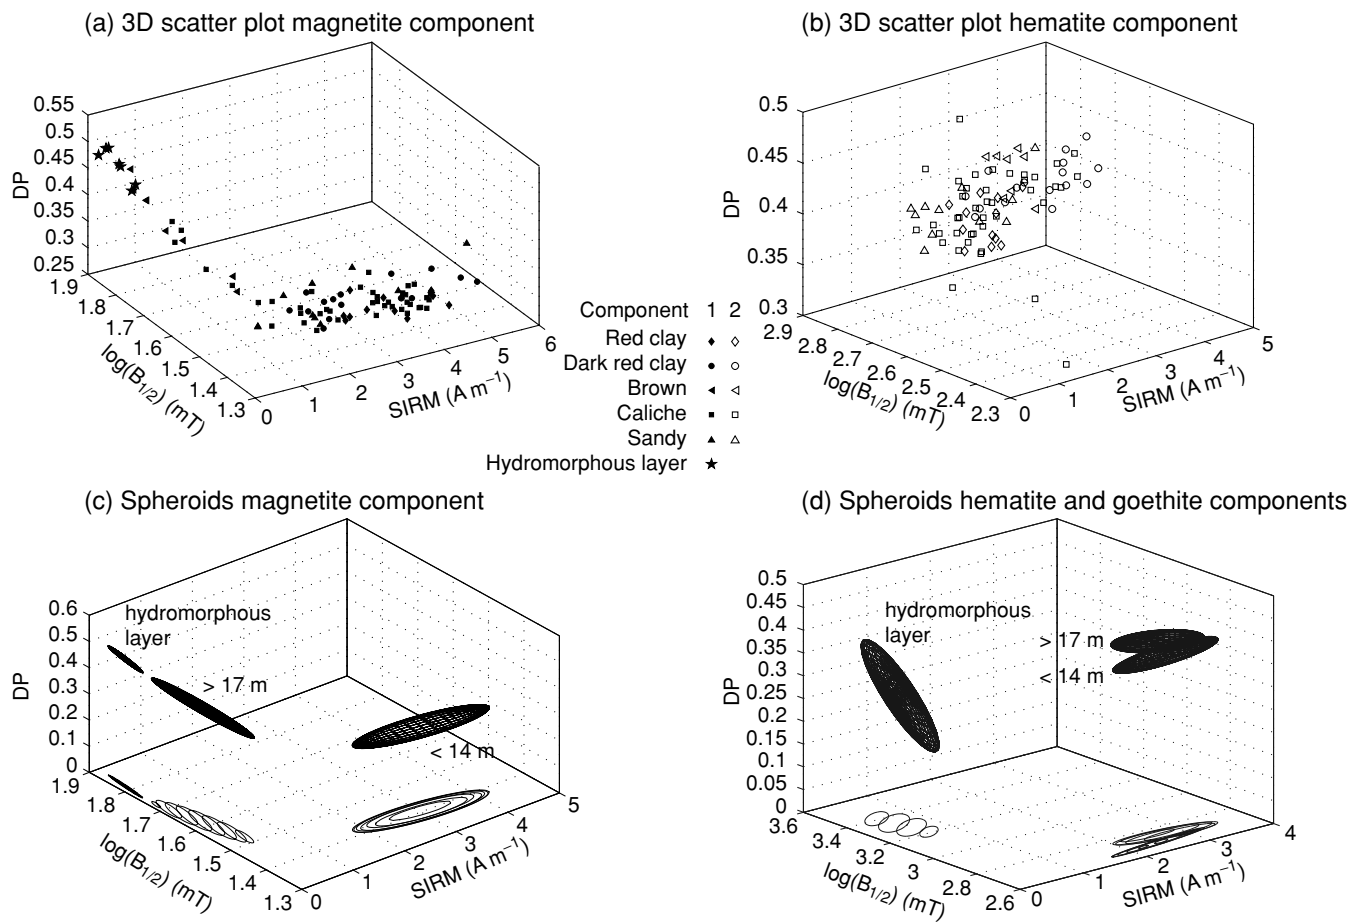 (a) 3D scatter plot magnetite component
0.55
0.5
0.45
0.4
0.35
0.3
0.25
DP
1.9
1.8
1.7
1.6
1.5
1.4
1.3
log(B1/2) (mT)
0
1
2
3
4
5
6
SIRM (A m−1)
(b) 3D scatter plot hematite component
0.5
0.45
0.4
0.35
0.3
DP
2.9
2.8
2.7
2.6
2.5
2.4
2.3
log(B1/2) (mT)
0
1
2
3
4
5
SIRM (A m−1)
Component 1 2
Red clay
Dark red clay
Brown
Caliche
Sandy
Hydromorphous layer
(c) Spheroids magnetite component
0.6
0.5
0.4
0.3
0.2
0.1
0
DP
hydromorphous
layer
> 17 m
< 14 m
1.9
1.8
1.7
1.6
1.5
1.4
1.3
log(B1/2) (mT)
0
1
2
3
4
5
SIRM (A m−1)
(d) Spheroids hematite and goethite components
0.5
0.45
0.4
0.35
0.3
0.25
0.2
0.15
0.1
0.05
0
DP
hydromorphous
layer
> 17 m
< 14 m
3.6
3.4
3.2
3
2.8
2.6
log(B1/2) (mT)
0
1
2
3
4
SIRM (A m−1)